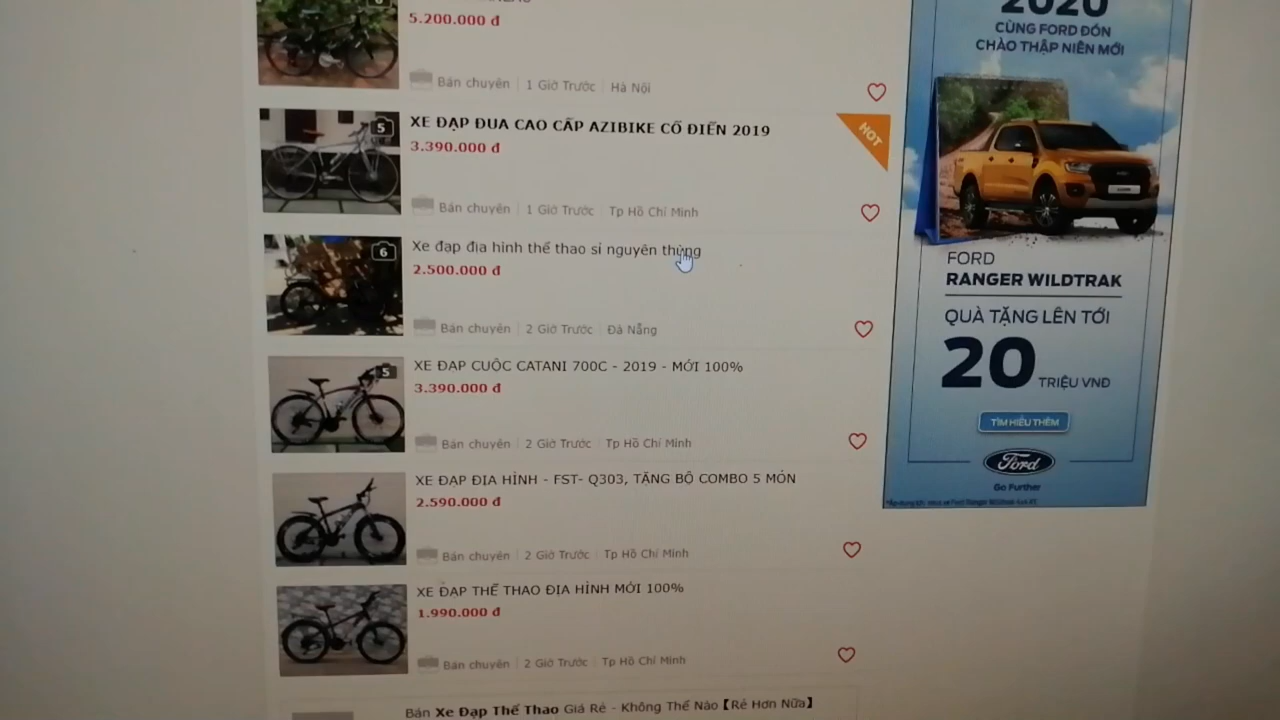 5.200.000 đ
Bán chuyên | 1 Giờ Trước | Hà Nội
5
XE ĐẠP ĐUA CAO CẤP AZIBIKE CỔ ĐIỂN 2019
3.390.000 đ
HOT
Bán chuyên | 1 Giờ Trước | Tp Hồ Chí Minh
6
Xe đạp địa hình thể thao si nguyên thùng
2.500.000 đ
Bán chuyên | 2 Giờ Trước | Đà Nẵng
5
XE ĐẠP CUỘC CATANI 700C - 2019 - MỚI 100%
3.390.000 đ
Bán chuyên | 2 Giờ Trước | Tp Hồ Chí Minh
XE ĐẠP ĐỊA HÌNH - FST- Q303, TẶNG BỘ COMBO 5 MÓN
2.590.000 đ
Bán chuyên | 2 Giờ Trước | Tp Hồ Chí Minh
XE ĐẠP THỂ THAO ĐỊA HÌNH MỚI 100%
1.990.000 đ
Bán chuyên | 2 Giờ Trước | Tp Hồ Chí Minh
Bán Xe Đạp Thể Thao Giá Rẻ - Không Thể Nào【Rẻ Hơn Nữa】
2020
CÙNG FORD ĐÓN
CHÀO THẬP NIÊN MỚI
FORD
RANGER WILDTRAK
QUÀ TẶNG LÊN TỚI
20 TRIỆU VNĐ
TÌM HIỂU THÊM
Ford
Go Further